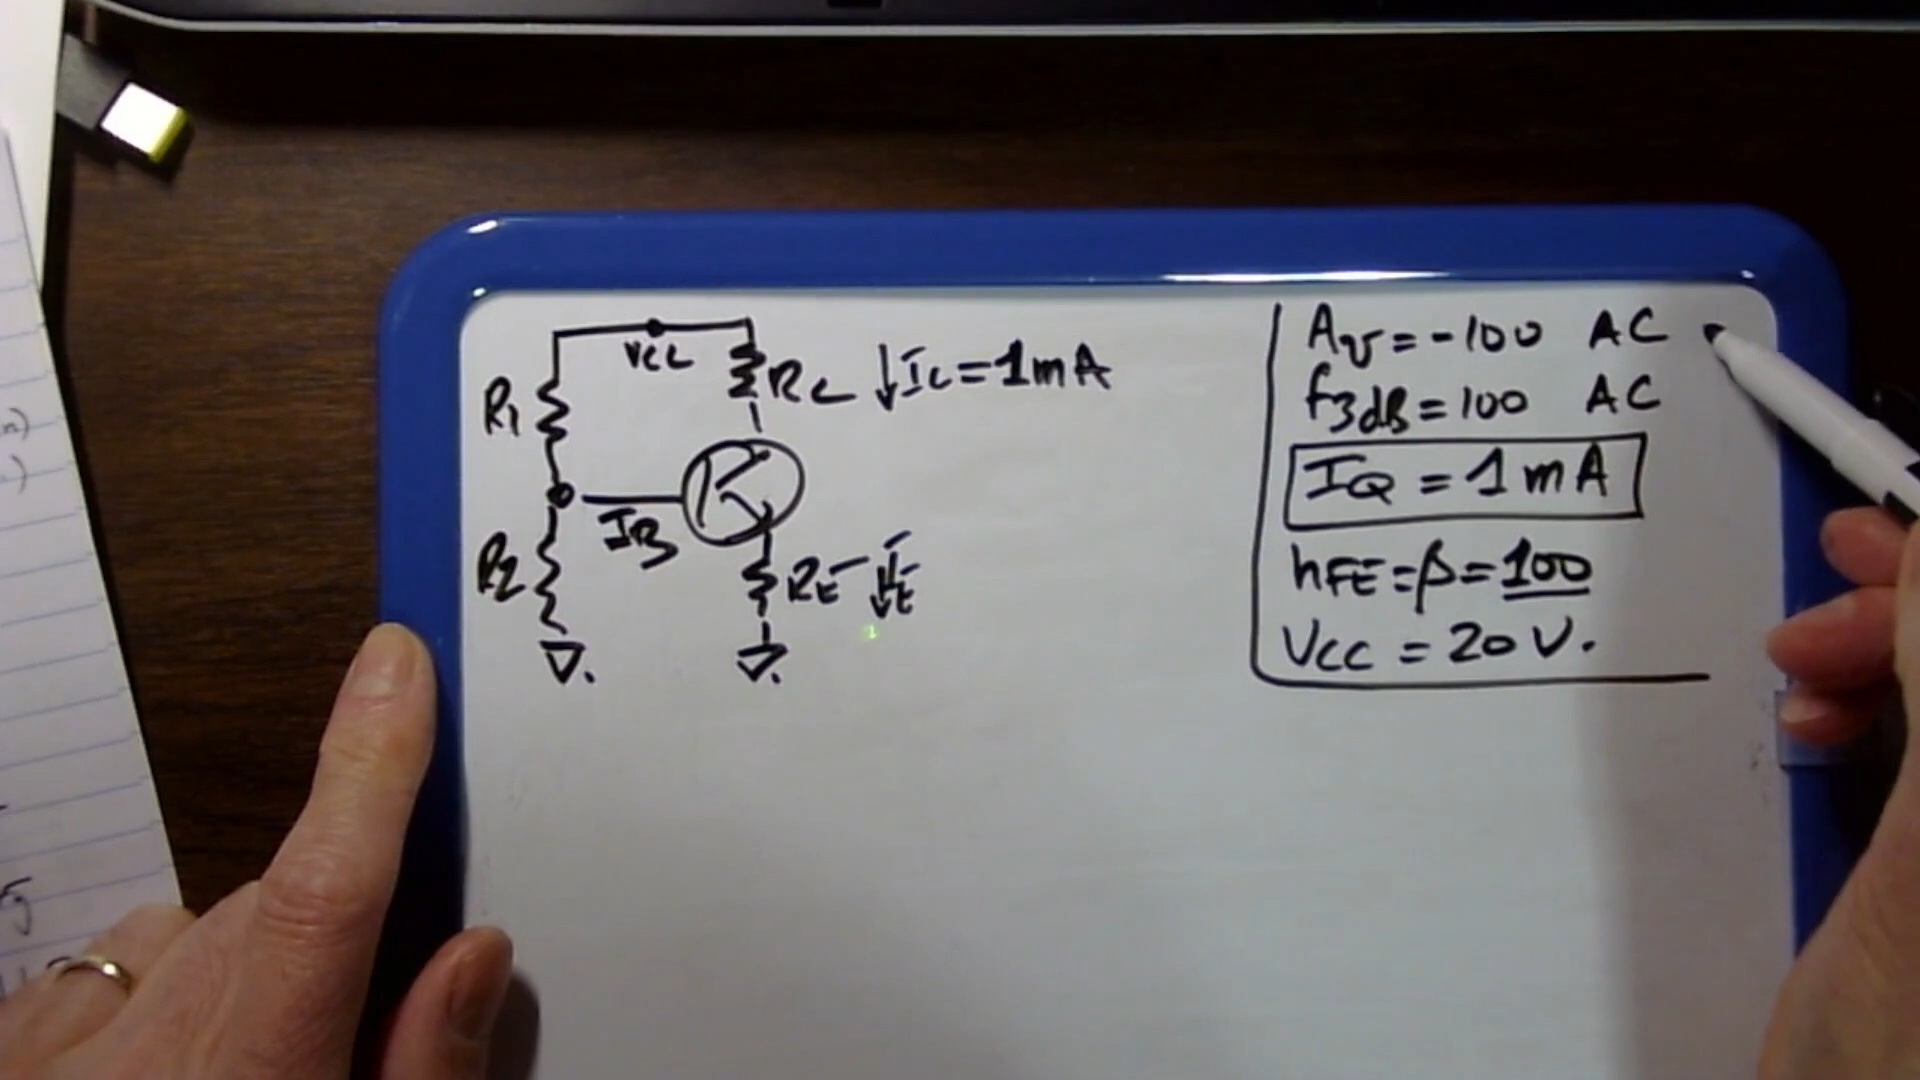 VCC
R1
RC ↓IC=1mA
IB
R2
RE ↓IE
Av=-100 AC
f3dB=100 AC
IQ = 1mA
hFE=β=100
VCC = 20V.
n)
)